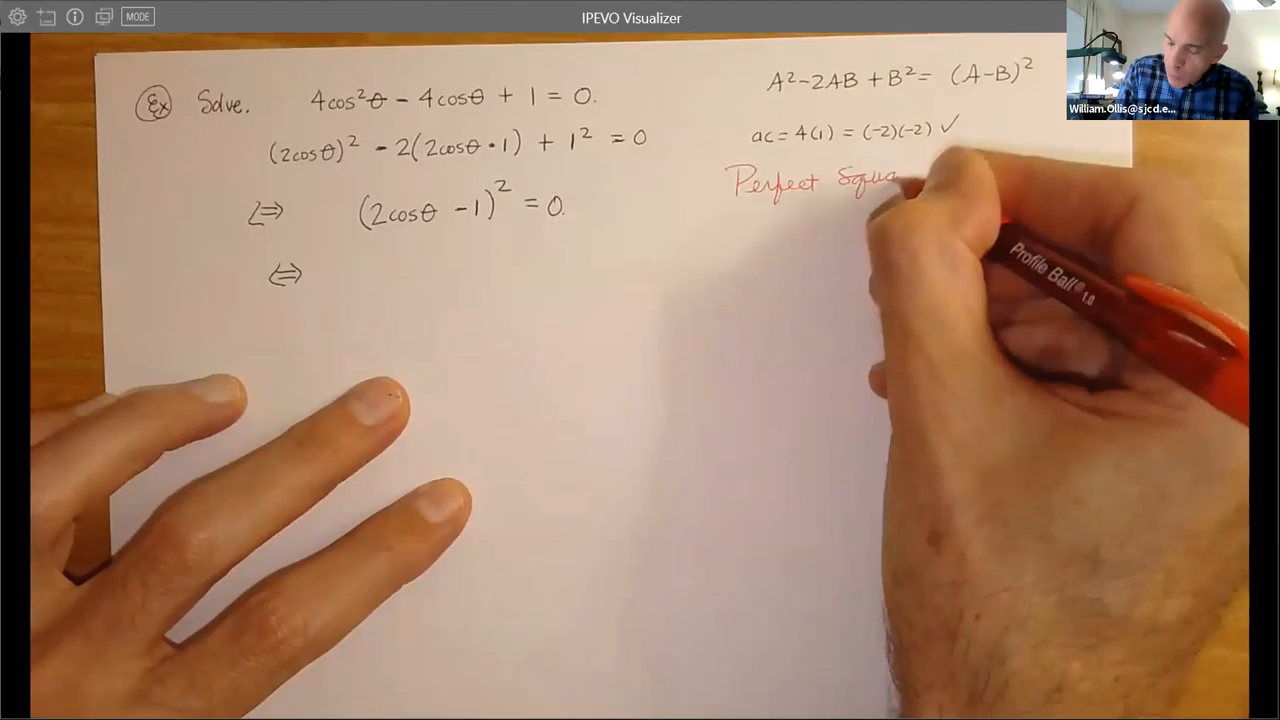 MODE
IPEVO Visualizer
William.Ollis@sjcd.e...
Ex Solve. 4cos²θ - 4cosθ + 1 = 0.
(2cosθ)² - 2(2cosθ·1) + 1² = 0
⇔ (2cosθ - 1)² = 0.
⇔
A² - 2AB + B² = (A-B)²
ac = 4(1) = (-2)(-2) ✓
Perfect Squa
Profile Ball® 1.0